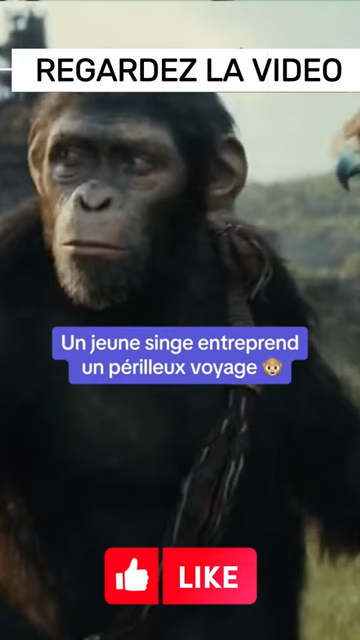 REGARDEZ LA VIDEO
Un jeune singe entreprend
un périlleux voyage 🐵
LIKE